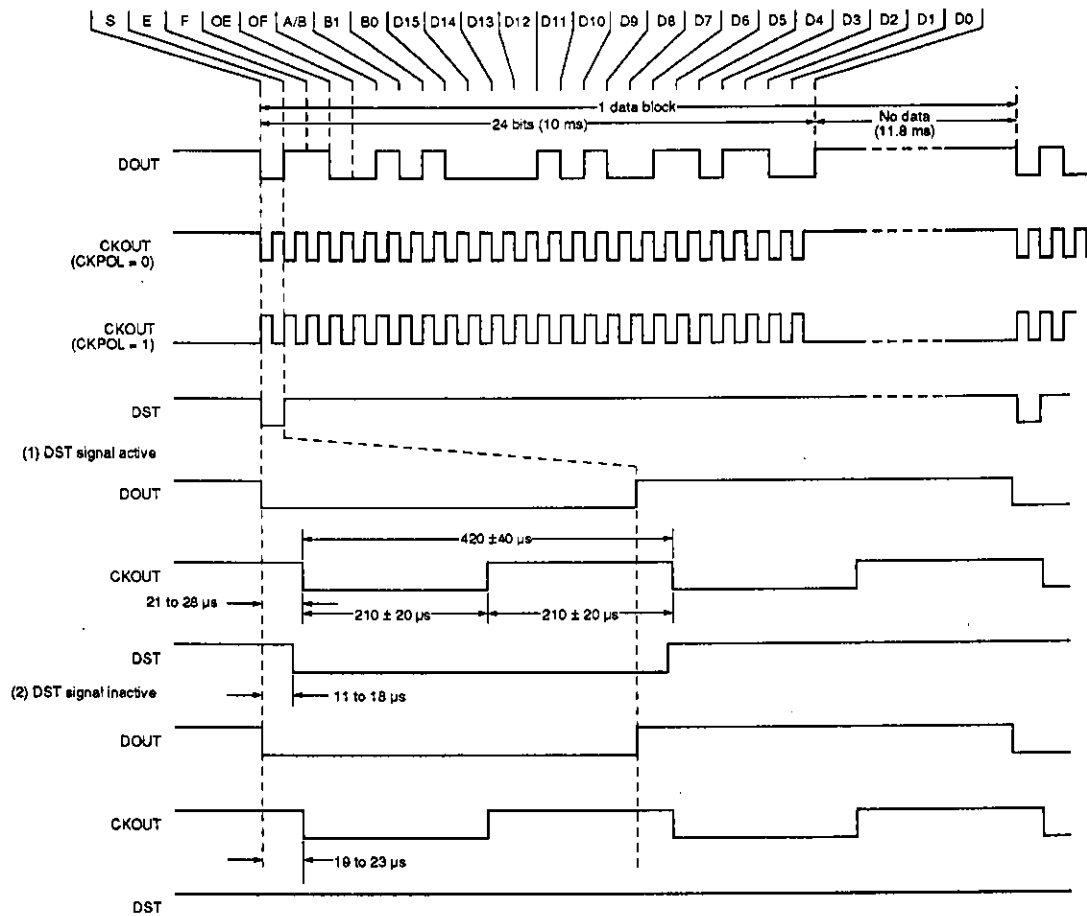 S E F OE OF A/B B1 B0 D15 D14 D13 D12 D11 D10 D9 D8 D7 D6 D5 D4 D3 D2 D1 D0
1 data block
24 bits (10 ms)
No data
(11.8 ms)
DOUT
CKOUT
(CKPOL = 0)
CKOUT
(CKPOL = 1)
DST
(1) DST signal active
DOUT
420 ±40 µs
CKOUT
21 to 28 µs
210 ± 20 µs
210 ± 20 µs
DST
(2) DST signal inactive
11 to 18 µs
DOUT
CKOUT
19 to 23 µs
DST